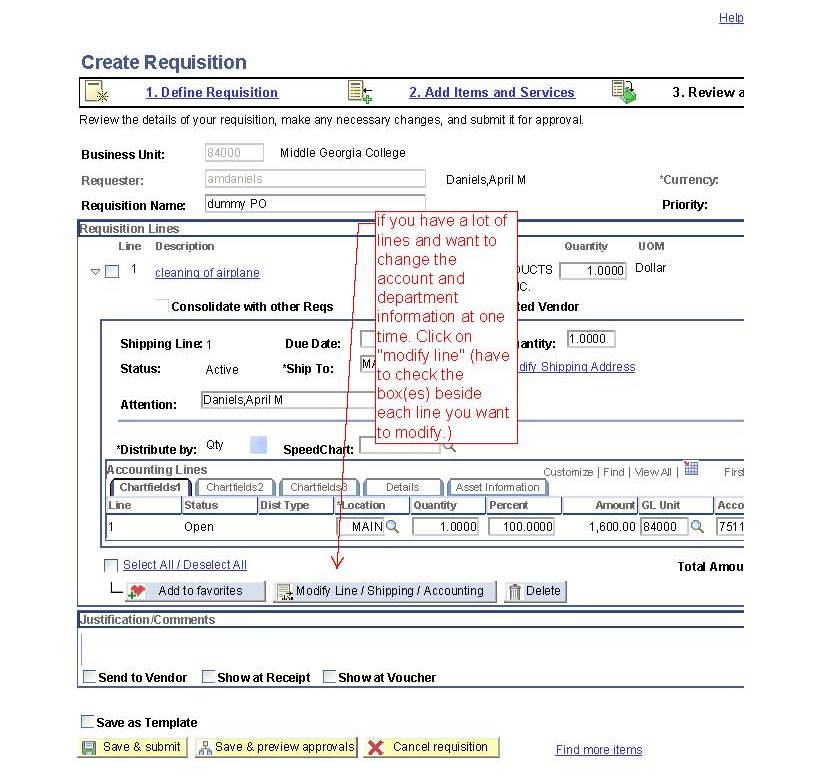 Help
Create Requisition
1. Define Requisition 2. Add Items and Services 3. Review a
Review the details of your requisition, make any necessary changes, and submit it for approval.
Business Unit: 84000 Middle Georgia College
Requester: amdaniels Daniels,April M *Currency:
Requisition Name: dummy PO Priority:
if you have a lot of
lines and want to
change the
account and
department
information at one
time. Click on
"modify line" (have
to check the
box(es) beside
each line you want
to modify.)
Requisition Lines
Line Description Quantity UOM
1 cleaning of airplane DUCTS 1.0000 Dollar
C.
Consolidate with other Reqs ted Vendor
Shipping Line: 1 Due Date: antity: 1.0000
Status: Active *Ship To: MA dify Shipping Address
Attention: Daniels,April M
*Distribute by: Qty SpeedChart:
Accounting Lines Customize | Find | View All | First
Chartfields1 Chartfields2 Chartfields3 Details Asset Information
Line Status Dist Type *Location Quantity Percent Amount GL Unit Acco
1 Open MAIN 1.0000 100.0000 1,600.00 84000 7511
Select All / Deselect All Total Amou
Add to favorites Modify Line / Shipping / Accounting Delete
Justification/Comments
Send to Vendor Show at Receipt Show at Voucher
Save as Template
Save & submit Save & preview approvals Cancel requisition Find more items